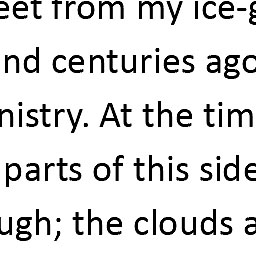 eet from my ice-g
nd centuries ago
nistry. At the tim
parts of this side
ugh; the clouds a